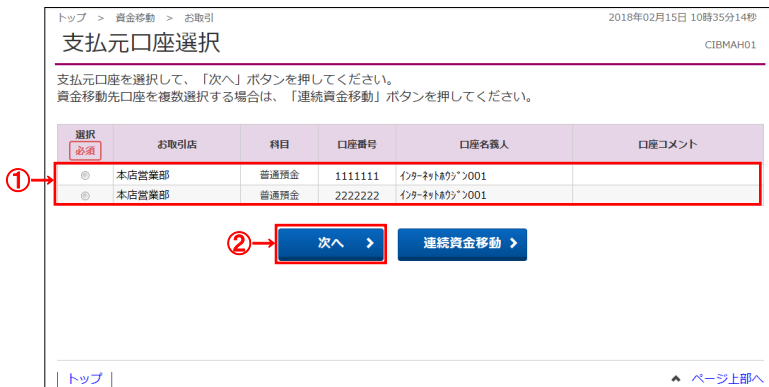 トップ > 資金移動 > お取引 2018年02月15日 10時35分14秒
支払元口座選択 CIBMAH01
支払元口座を選択して、「次へ」ボタンを押してください。
資金移動先口座を複数選択する場合は、「連続資金移動」ボタンを押してください。
選択 必須 お取引店 科目 口座番号 口座名義人 口座コメント
① 本店営業部 普通預金 1111111 ｲﾝﾀｰﾈｯﾄﾎｳｼﾞﾝ001
本店営業部 普通預金 2222222 ｲﾝﾀｰﾈｯﾄﾎｳｼﾞﾝ001
② 次へ 連続資金移動
トップ ページ上部へ